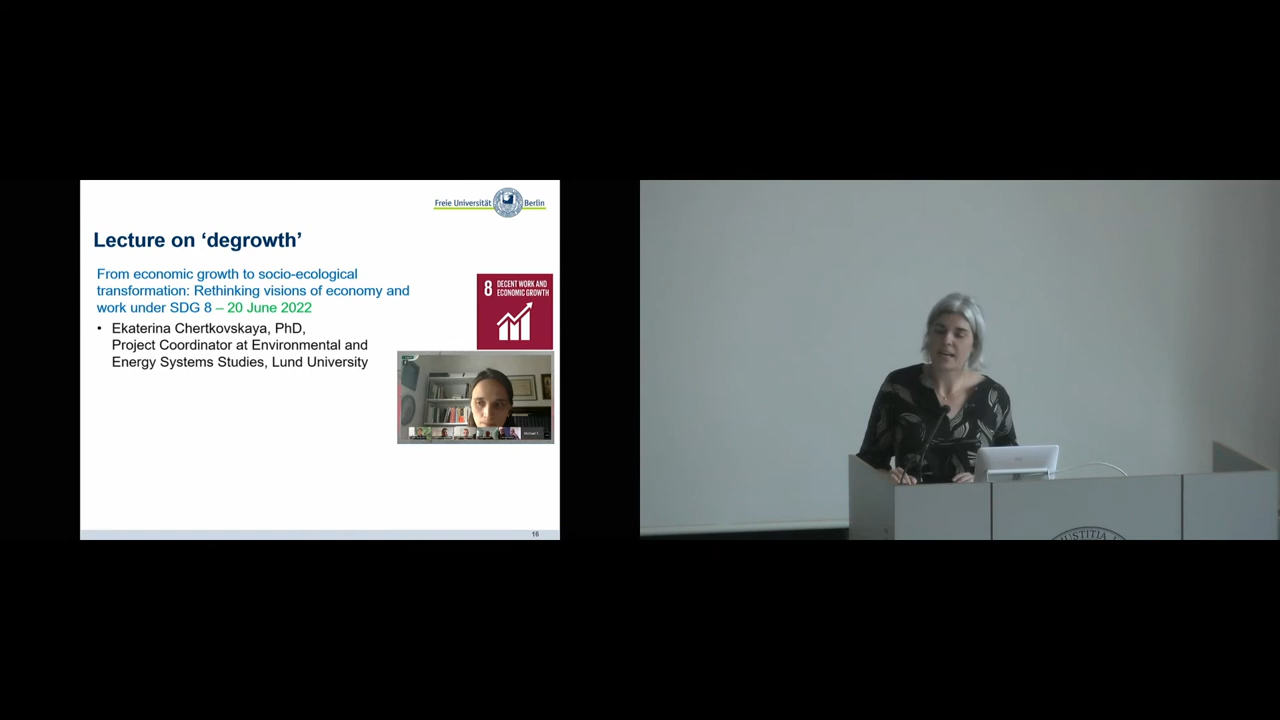 Freie Universität Berlin
Lecture on ‘degrowth’
From economic growth to socio-ecological
transformation: Rethinking visions of economy and
work under SDG 8 – 20 June 2022
• Ekaterina Chertkovskaya, PhD,
Project Coordinator at Environmental and
Energy Systems Studies, Lund University
8 DECENT WORK AND
ECONOMIC GROWTH
16